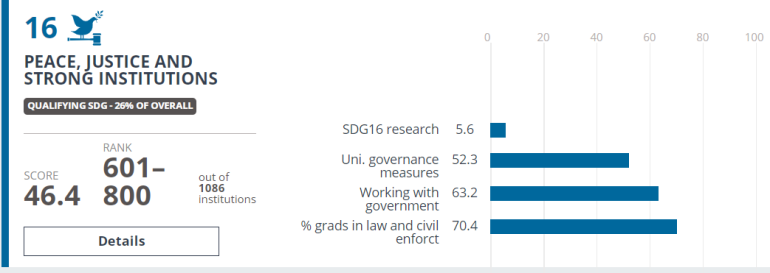 16
PEACE, JUSTICE AND
STRONG INSTITUTIONS
QUALIFYING SDG - 26% OF OVERALL
SCORE
46.4
RANK
601–
800
out of
1086
institutions
Details
0 20 40 60 80 100
SDG16 research 5.6
Uni. governance 52.3
measures
Working with 63.2
government
% grads in law and civil 70.4
enforct